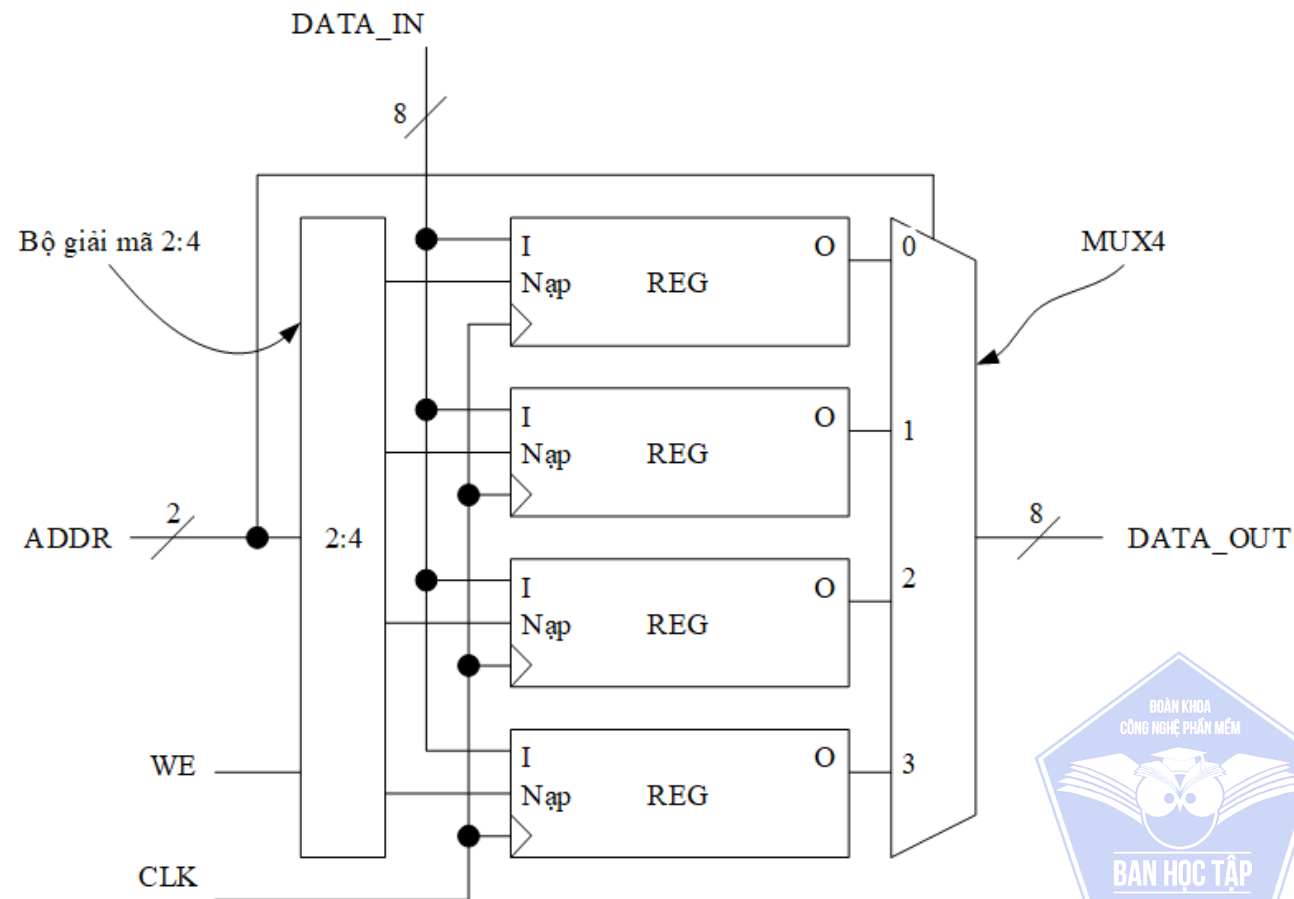 DATA_IN
8
Bộ giải mã 2:4
I
O
Nạp
REG
0
MUX4
I
O
Nạp
REG
1
ADDR
2
2:4
8
DATA_OUT
I
O
Nạp
REG
2
WE
I
O
Nạp
REG
3
CLK
ĐOÀN KHOA
CÔNG NGHỆ PHẦN MỀM
BAN HỌC TẬP